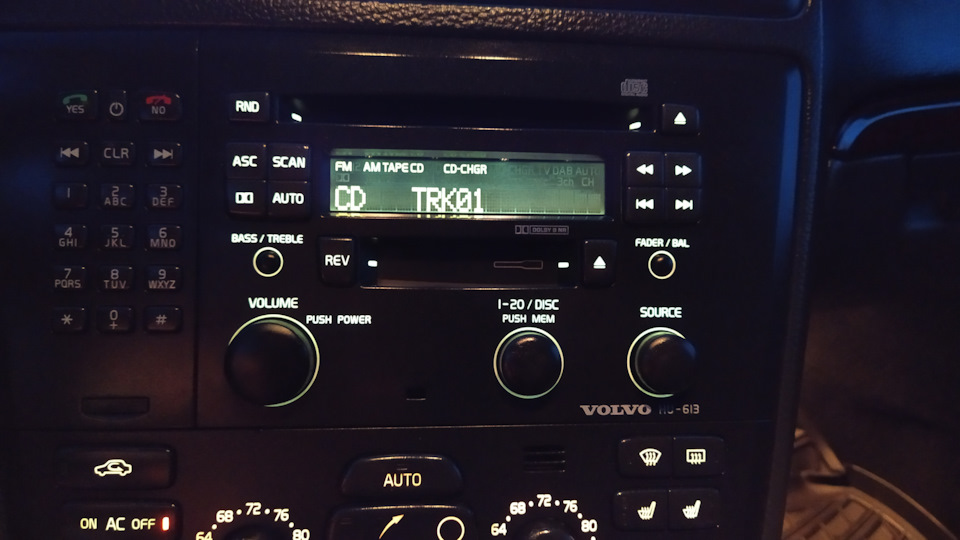 YES NO
RND
CLR
ASC SCAN
FM AM TAPE CD CD-CHGR
CD TRK01
AUTO
1 2 ABC 3 DEF
4 GHI 5 JKL 6 MNO
7 PQRS 8 TUV 9 WXYZ
* 0 + #
DOLBY B NR
BASS / TREBLE
REV
FADER / BAL
VOLUME
PUSH POWER
1-20 / DISC
PUSH MEM
SOURCE
VOLVO HU-613
AUTO
ON AC OFF
64 68 72 76 80
64 68 72 76 80